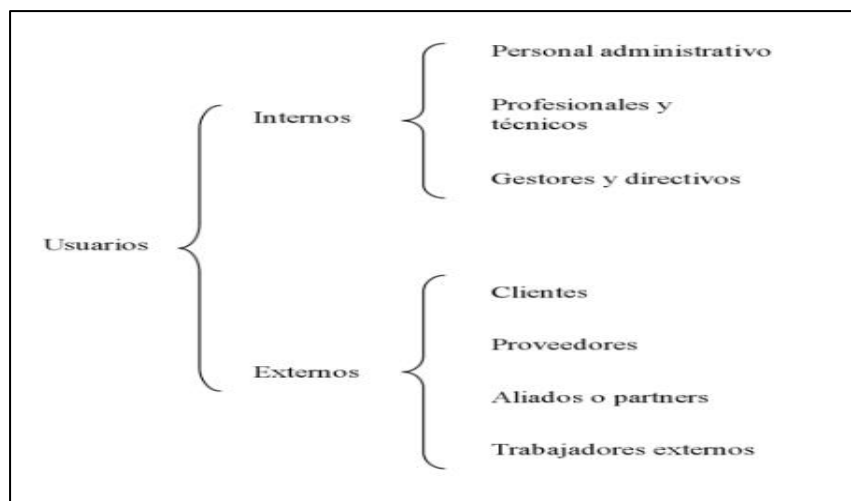 Usuarios
Internos
Personal administrativo
Profesionales y
técnicos
Gestores y directivos
Externos
Clientes
Proveedores
Aliados o partners
Trabajadores externos